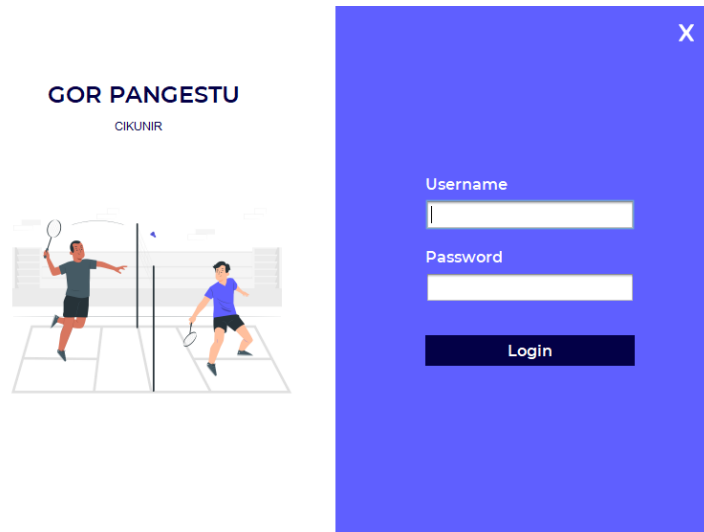 GOR PANGESTU
CIKUNIR
X
Username
Password
Login